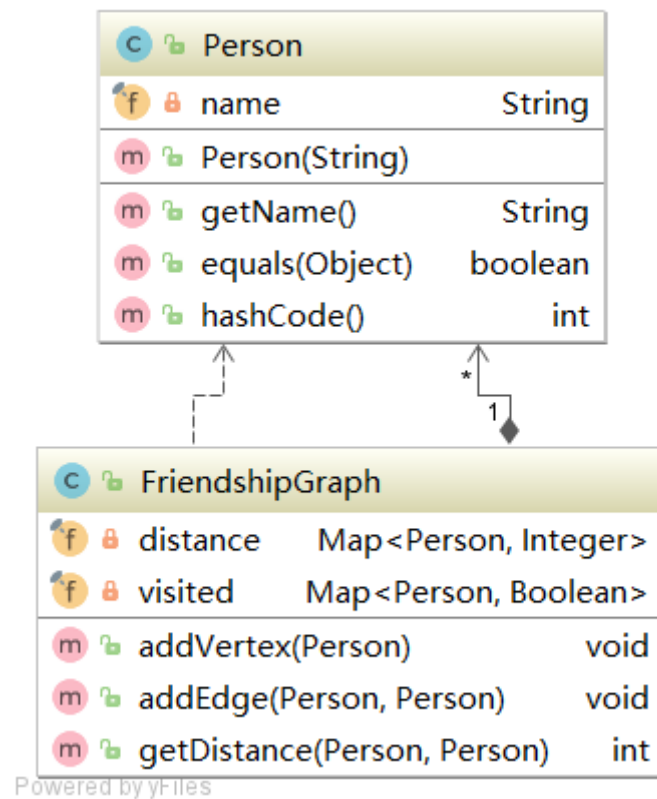 C Person
f name String
m Person(String)
m getName() String
m equals(Object) boolean
m hashCode() int
*
1
C FriendshipGraph
f distance Map<Person, Integer>
f visited Map<Person, Boolean>
m addVertex(Person) void
m addEdge(Person, Person) void
m getDistance(Person, Person) int
Powered by yFiles